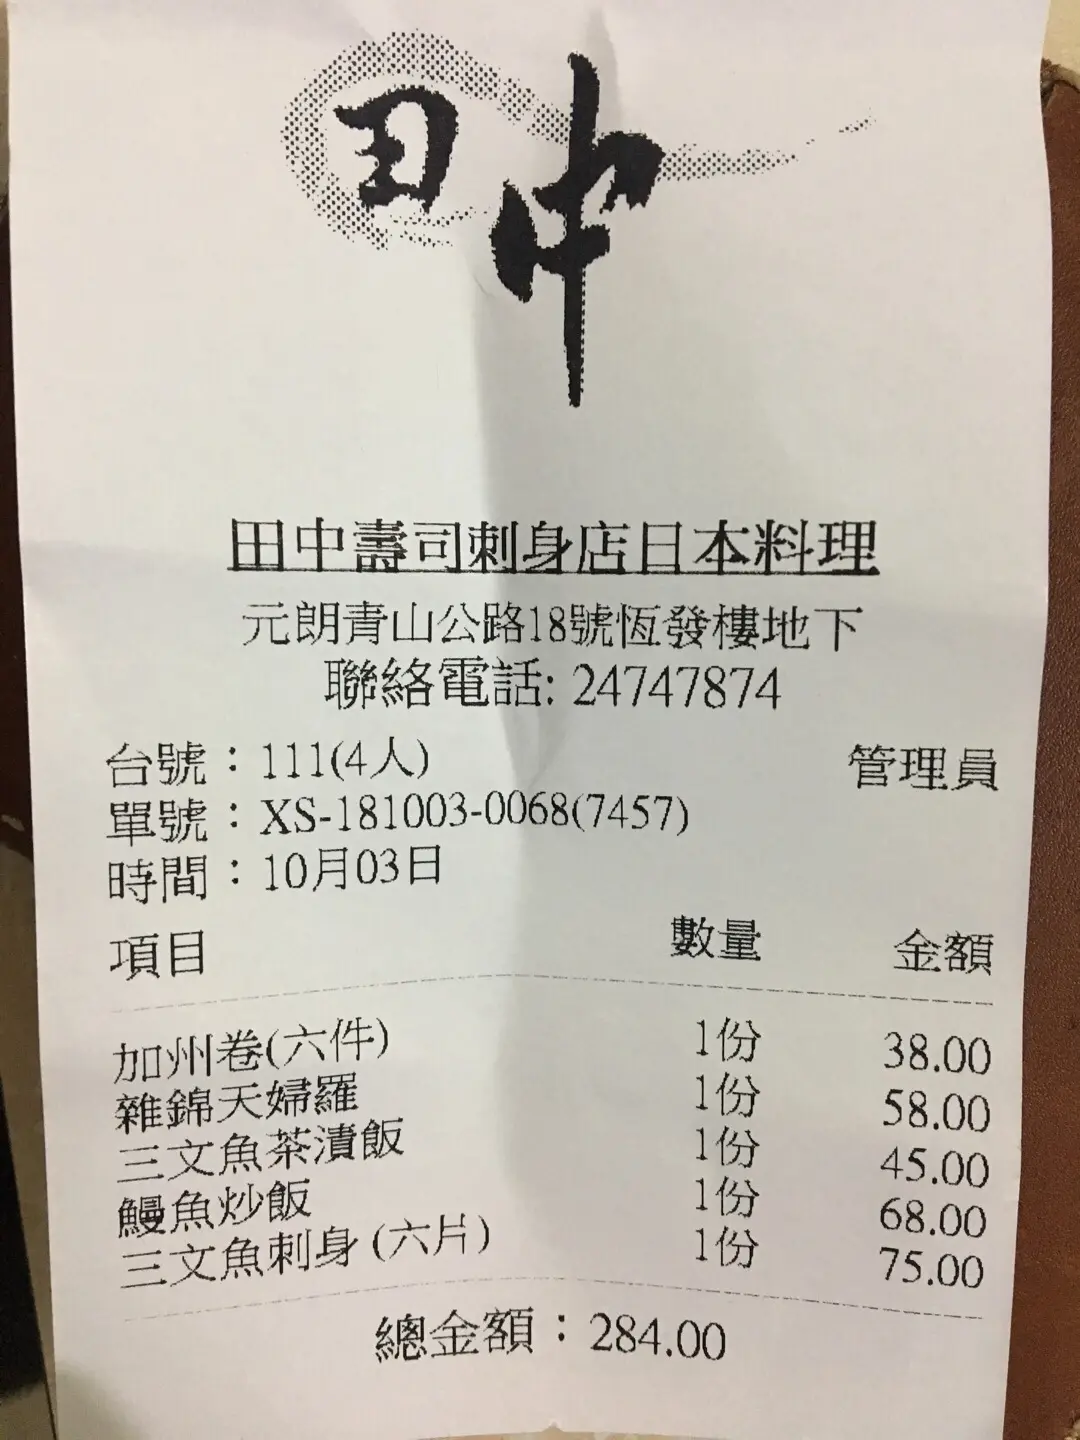 田中
田中壽司刺身店日本料理
元朗青山公路18號恆發樓地下
聯絡電話: 24747874
台號：111(4人) 管理員
單號：XS-181003-0068(7457)
時間：10月03日
項目 數量 金額
加州卷(六件) 1份 38.00
雜錦天婦羅 1份 58.00
三文魚茶漬飯 1份 45.00
鰻魚炒飯 1份 68.00
三文魚刺身 (六片) 1份 75.00
總金額：284.00